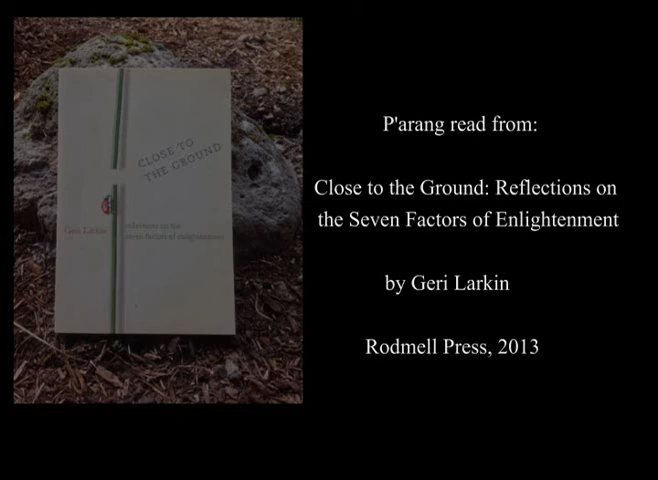 CLOSE TO
THE GROUND
Geri Larkin
reflections on the
seven factors of enlightenment
P'arang read from:
Close to the Ground: Reflections on
the Seven Factors of Enlightenment
by Geri Larkin
Rodmell Press, 2013